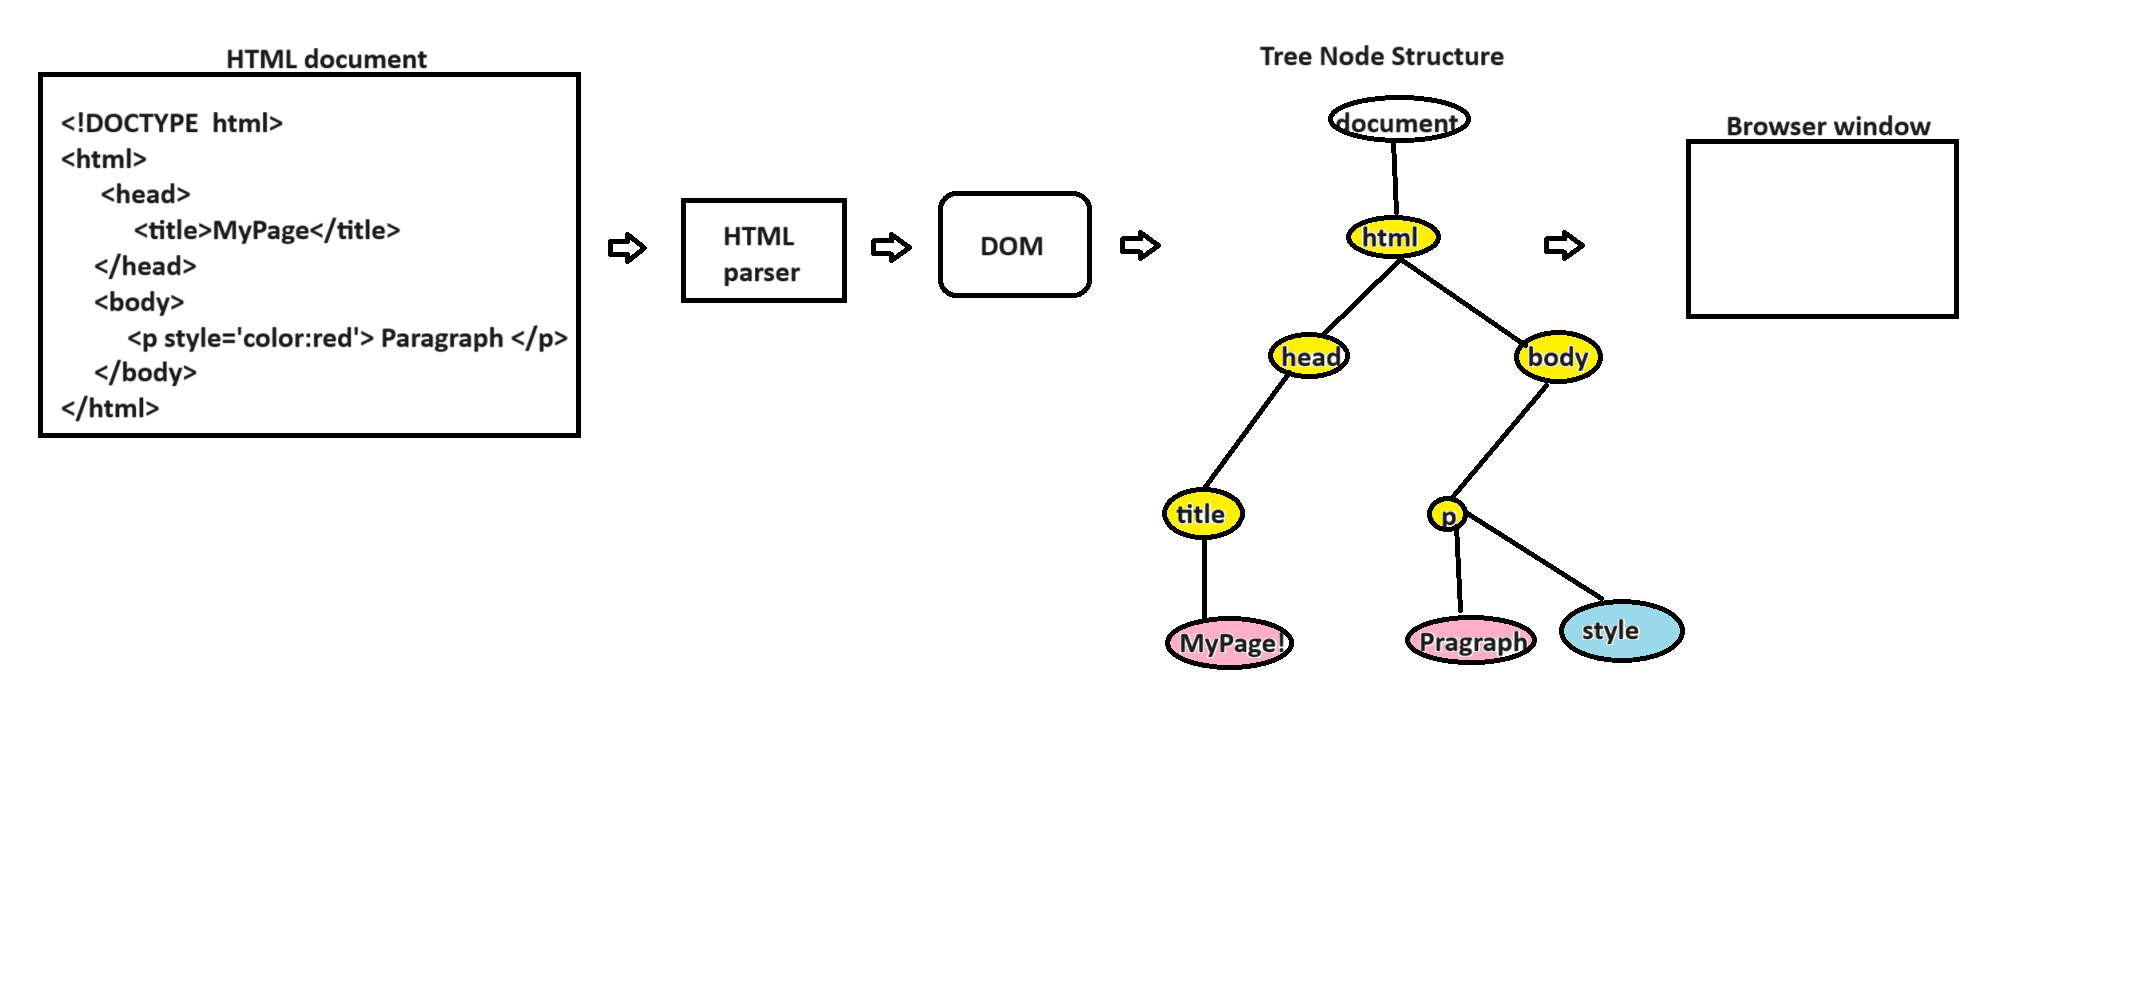 HTML document
<!DOCTYPE  html>
<html>
<head>
<title>MyPage</title>
</head>
<body>
<p style='color:red'> Paragraph </p>
</body>
</html>
HTML
parser
DOM
Tree Node Structure
document
html
head
body
title
p
MyPage!
Pragraph
style
Browser window